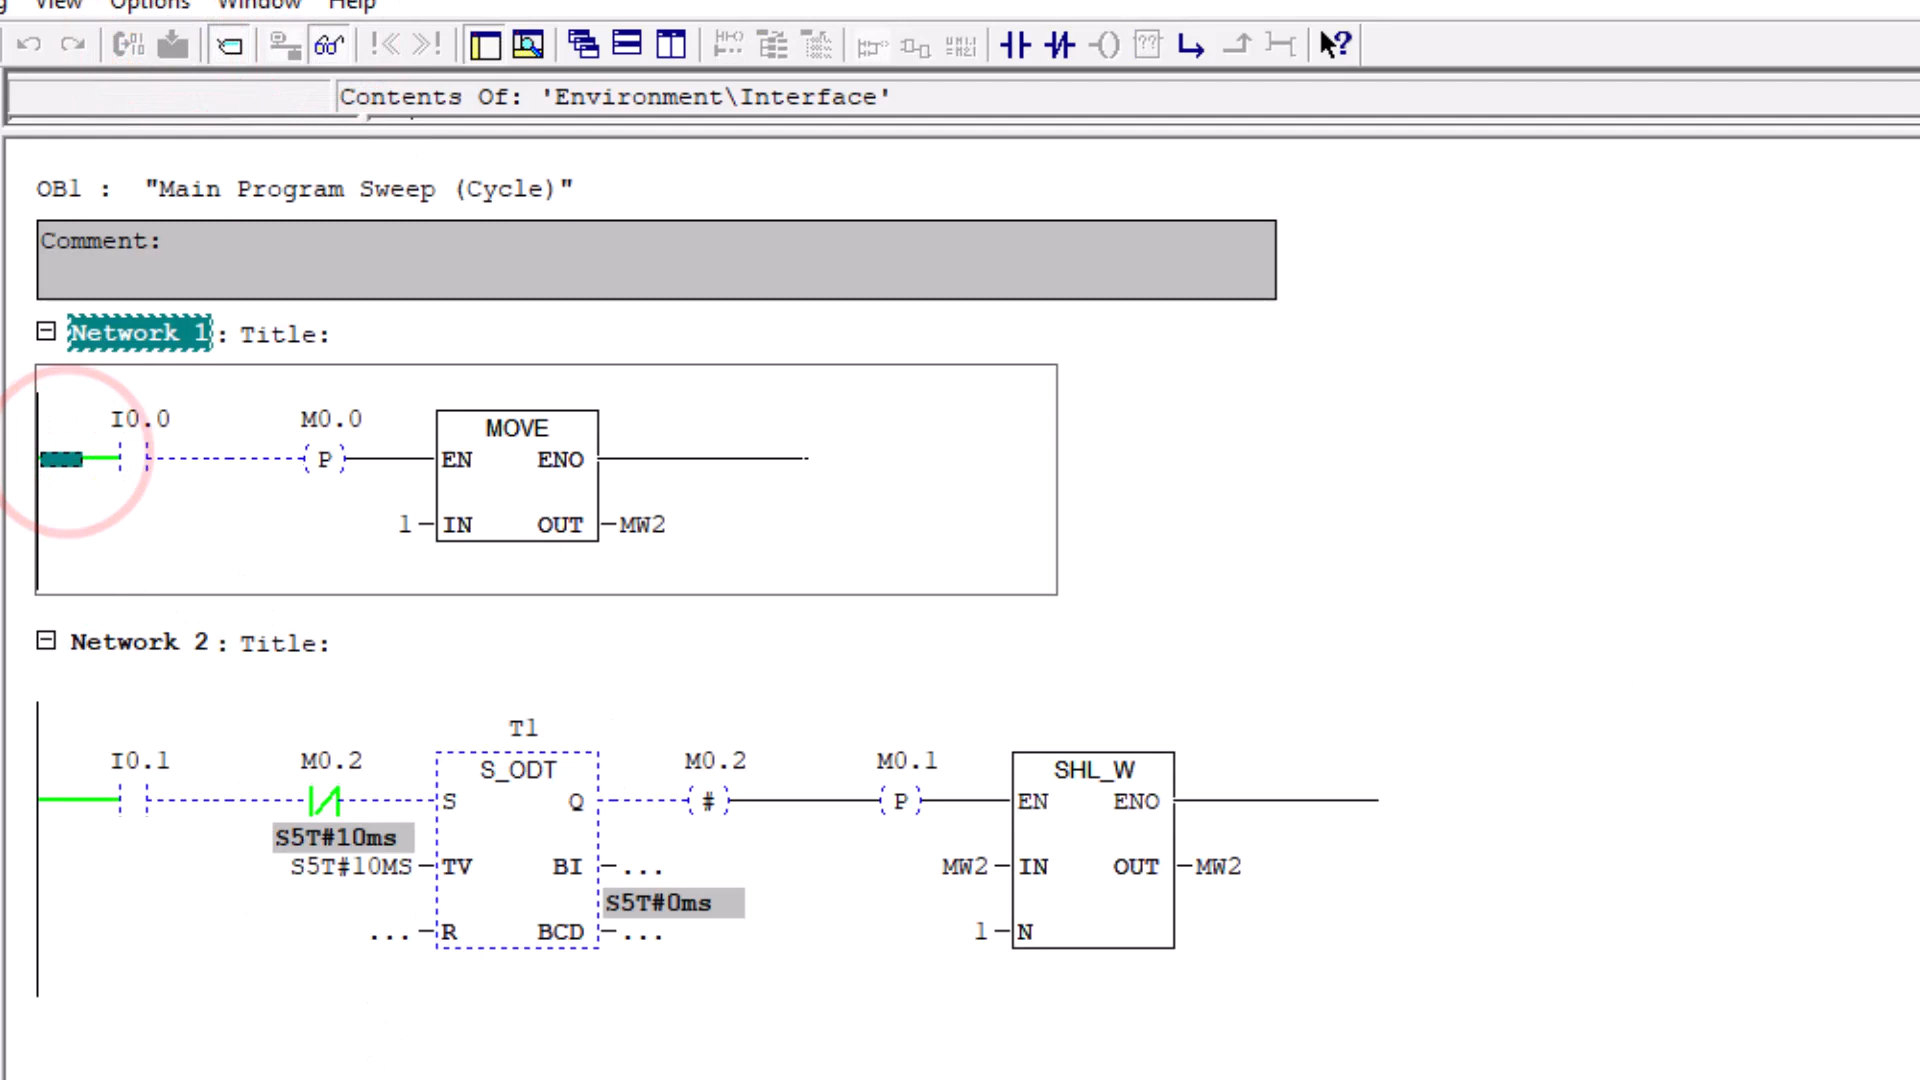 View Options Window Help
Contents Of: 'Environment\Interface'
OB1 : "Main Program Sweep (Cycle)"
Comment:
Network 1: Title:
I0.0 M0.0 MOVE
P EN ENO
1 IN OUT MW2
Network 2: Title:
T1
I0.1 M0.2 S_ODT M0.2 M0.1 SHL_W
S Q # P EN ENO
S5T#10ms
S5T#10MS TV BI ... MW2 IN OUT MW2
S5T#0ms
... R BCD ... 1 N